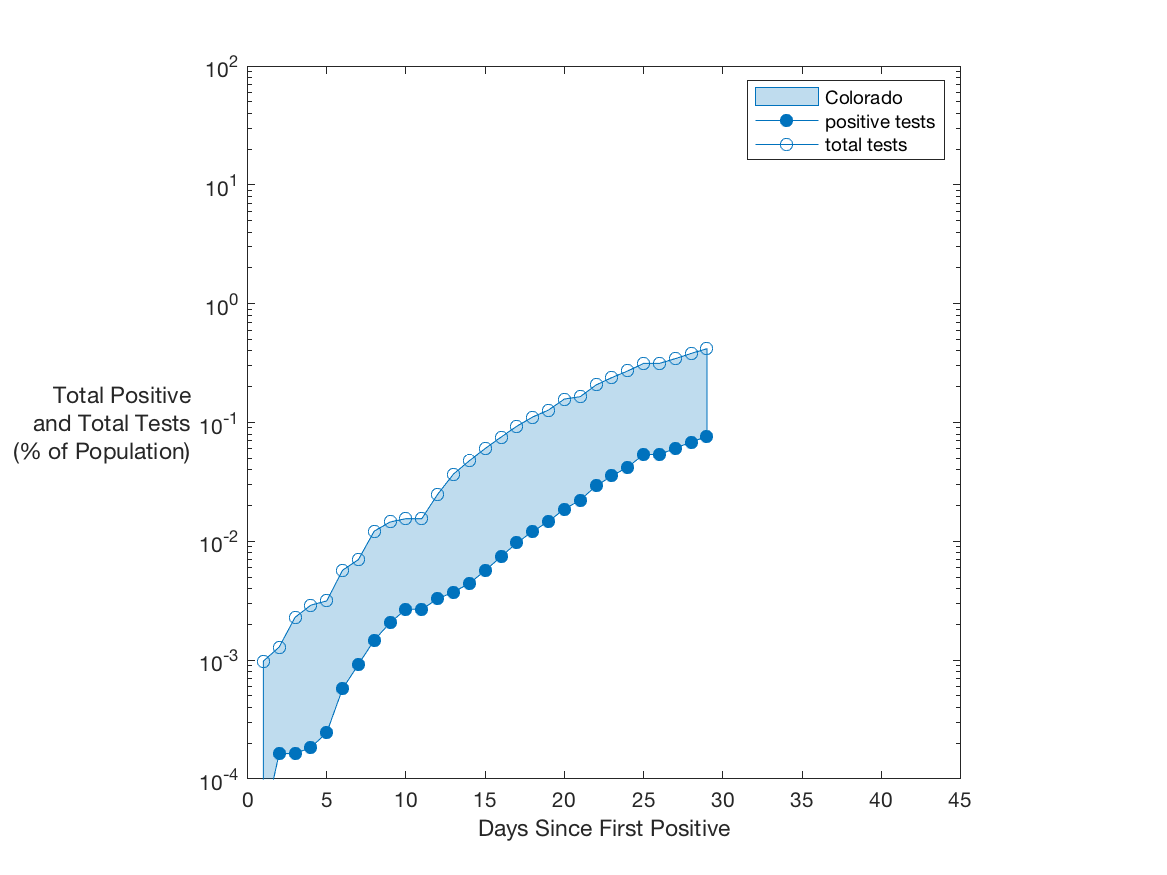 10^2
10^1
10^0
10^-1
10^-2
10^-3
10^-4
Total Positive
and Total Tests
(% of Population)
Colorado
positive tests
total tests
0 5 10 15 20 25 30 35 40 45
Days Since First Positive